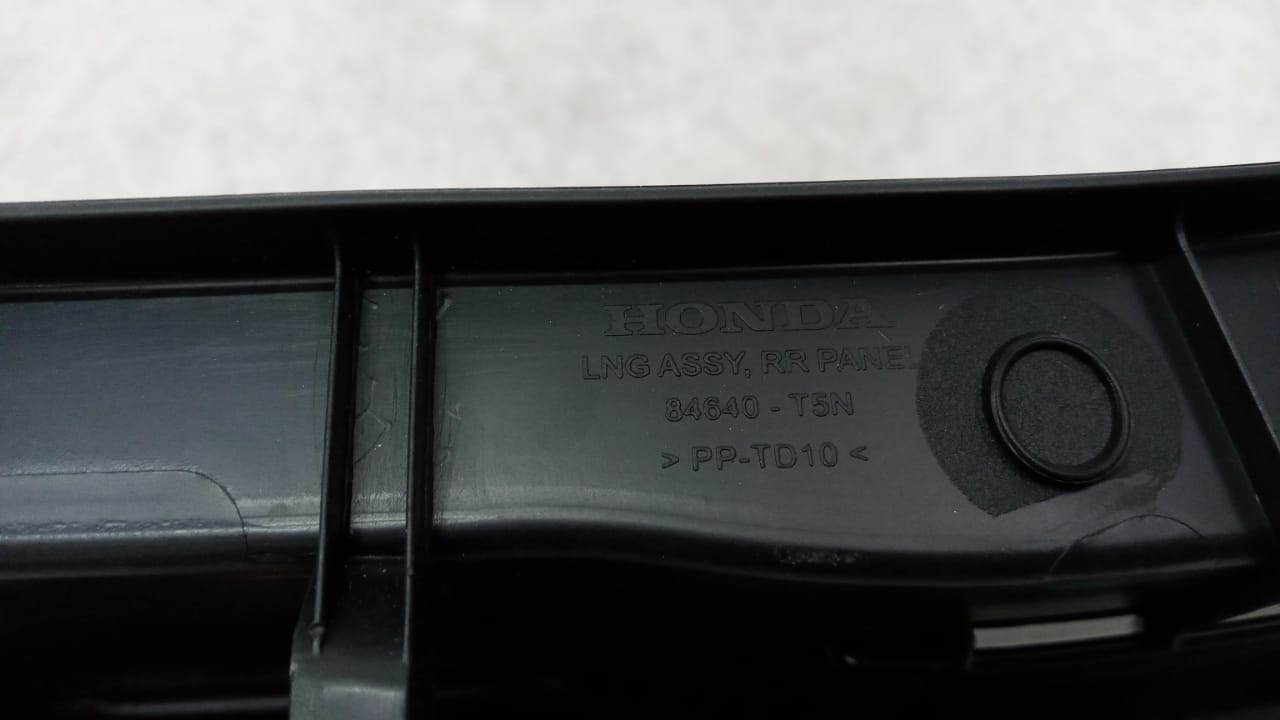 HONDA
LNG ASSY, RR PANEL
84640 - T5N
> PP-TD10 <